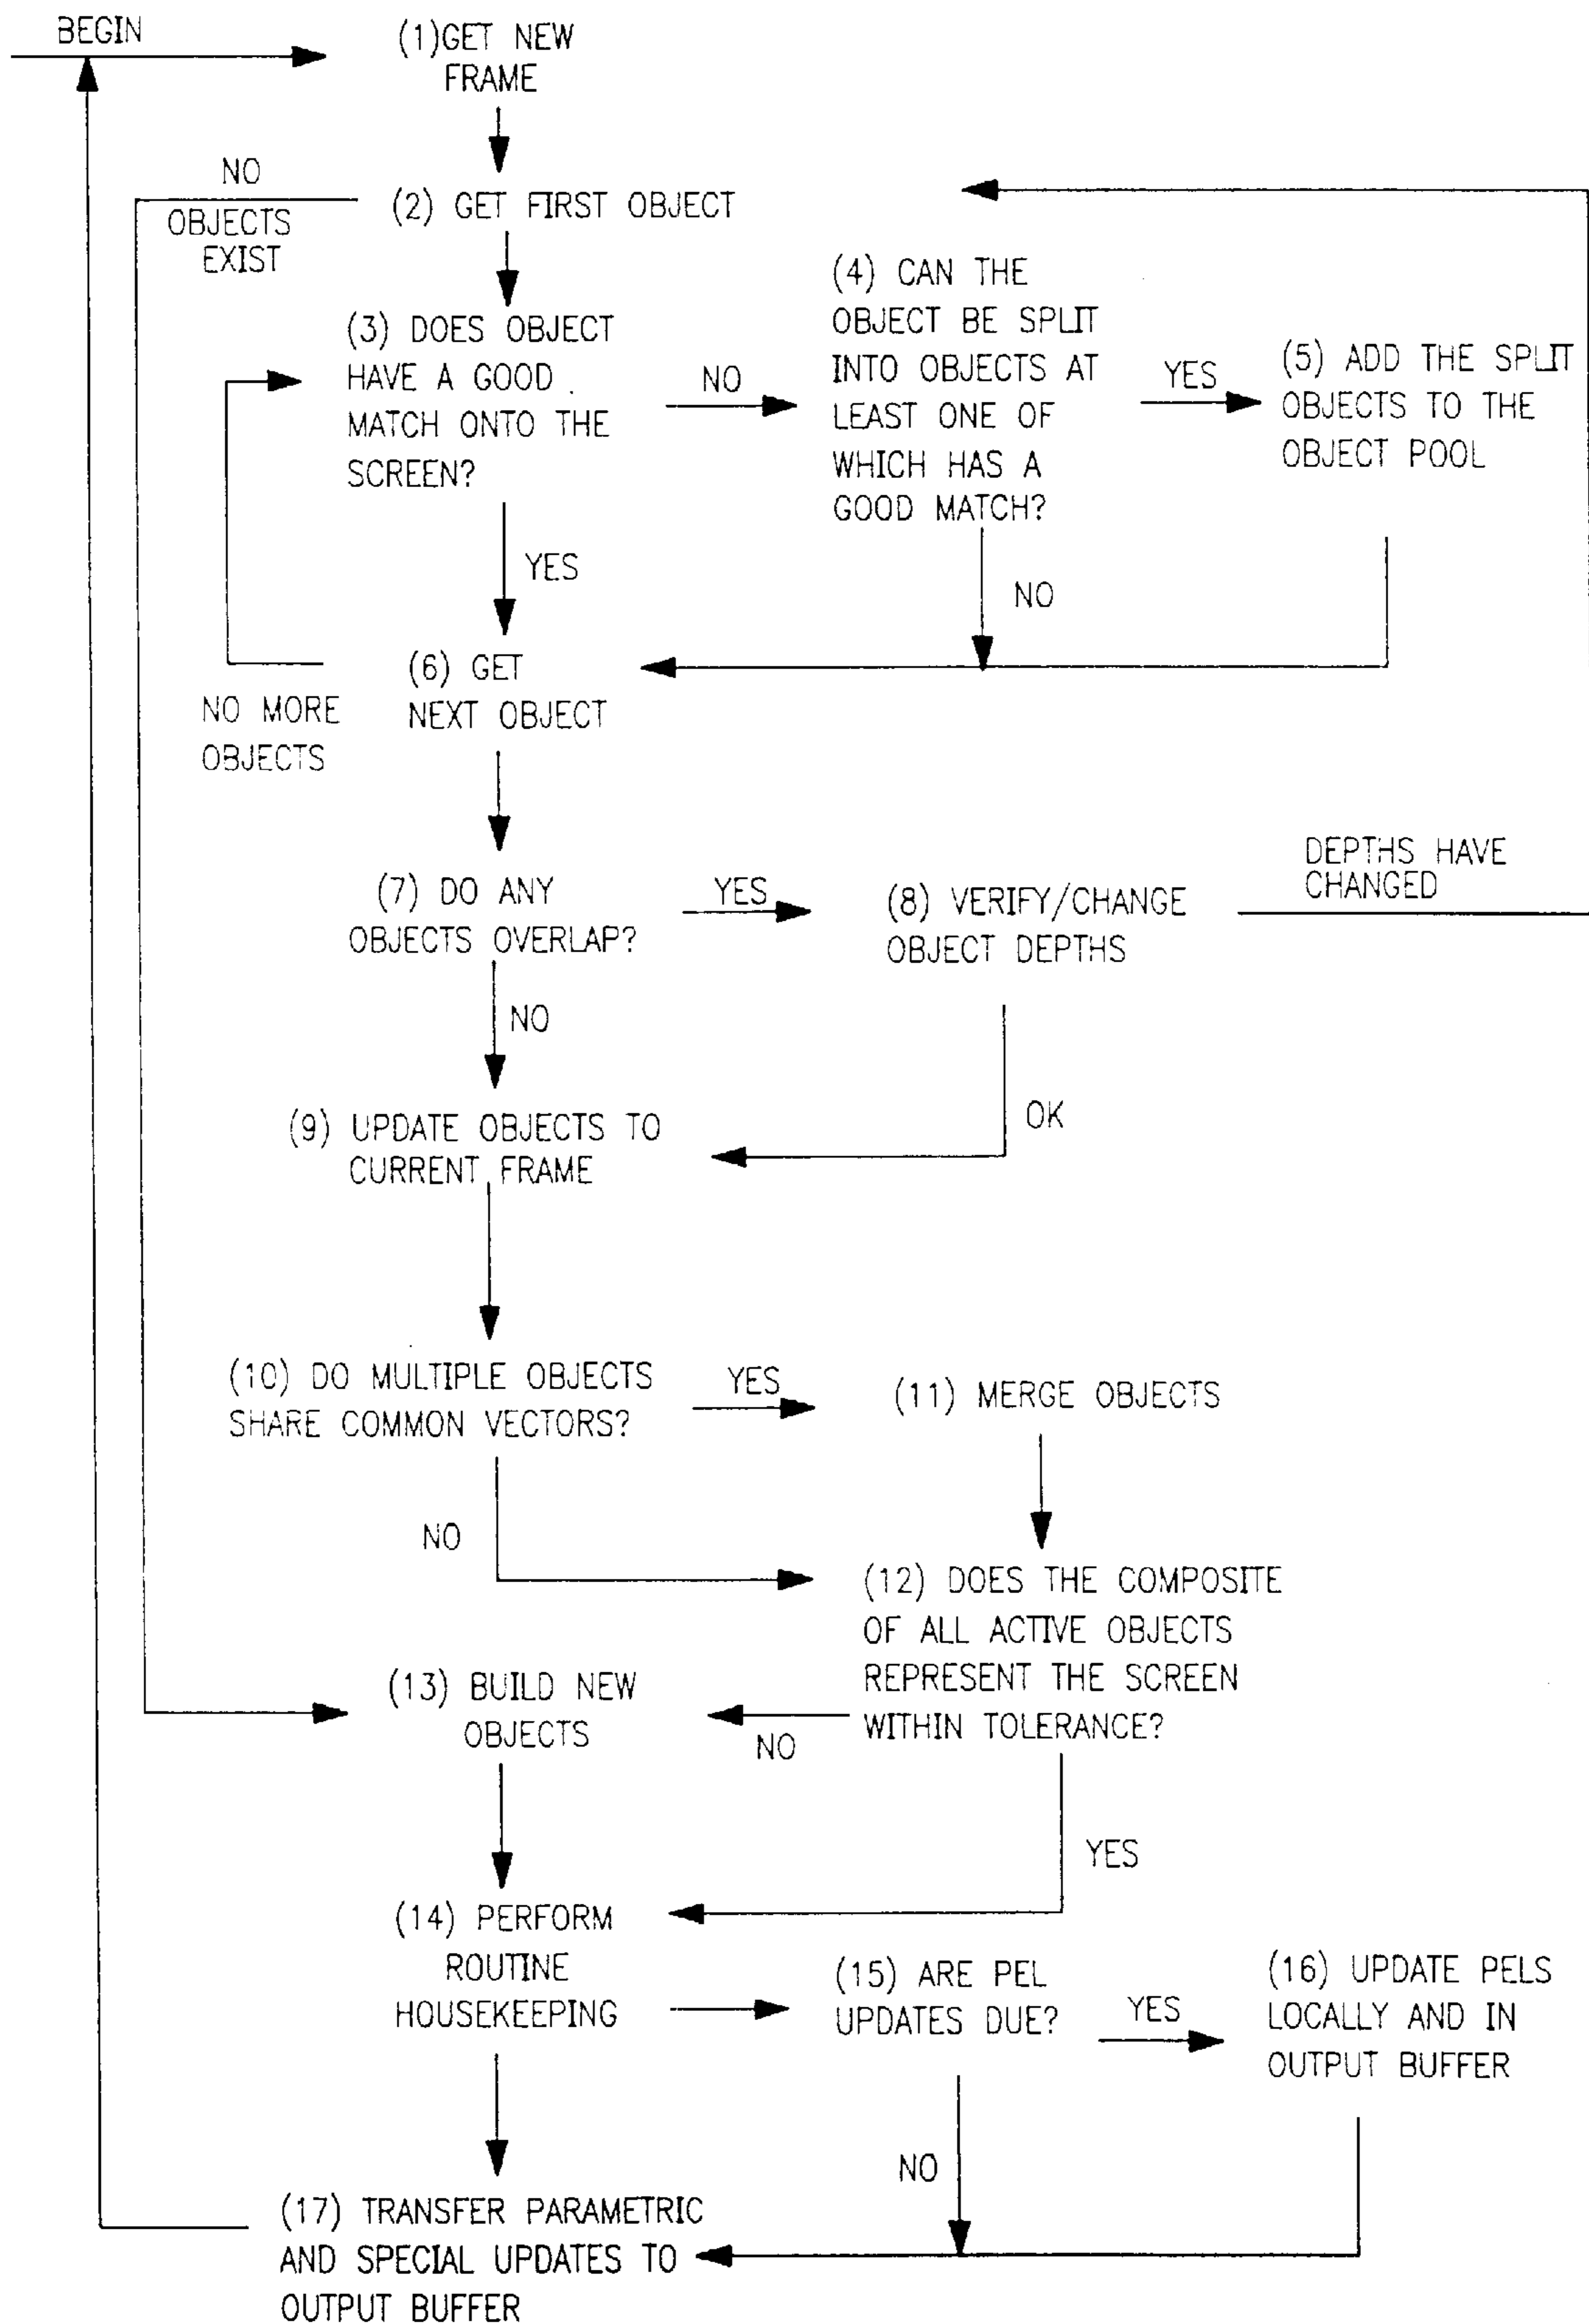 BEGIN
(1)GET NEW
FRAME
NO
OBJECTS
EXIST
(2) GET FIRST OBJECT
(3) DOES OBJECT
HAVE A GOOD
MATCH ONTO THE
SCREEN?
NO
(4) CAN THE
OBJECT BE SPLIT
INTO OBJECTS AT
LEAST ONE OF
WHICH HAS A
GOOD MATCH?
YES
(5) ADD THE SPLIT
OBJECTS TO THE
OBJECT POOL
YES
NO
(6) GET
NEXT OBJECT
NO MORE
OBJECTS
(7) DO ANY
OBJECTS OVERLAP?
YES
(8) VERIFY/CHANGE
OBJECT DEPTHS
DEPTHS HAVE
CHANGED
NO
OK
(9) UPDATE OBJECTS TO
CURRENT FRAME
(10) DO MULTIPLE OBJECTS
SHARE COMMON VECTORS?
YES
(11) MERGE OBJECTS
NO
(12) DOES THE COMPOSITE
OF ALL ACTIVE OBJECTS
REPRESENT THE SCREEN
WITHIN TOLERANCE?
(13) BUILD NEW
OBJECTS
NO
YES
(14) PERFORM
ROUTINE
HOUSEKEEPING
(15) ARE PEL
UPDATES DUE?
YES
(16) UPDATE PELS
LOCALLY AND IN
OUTPUT BUFFER
NO
(17) TRANSFER PARAMETRIC
AND SPECIAL UPDATES TO
OUTPUT BUFFER